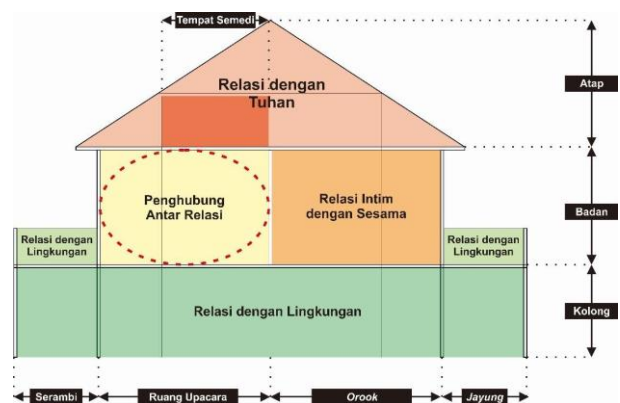 Tempat Semedi
Relasi dengan
Tuhan
Atap
Penghubung
Antar Relasi
Relasi Intim
dengan Sesama
Badan
Relasi dengan
Lingkungan
Relasi dengan
Lingkungan
Relasi dengan Lingkungan
Kolong
Serambi
Ruang Upacara
Orook
Jayung